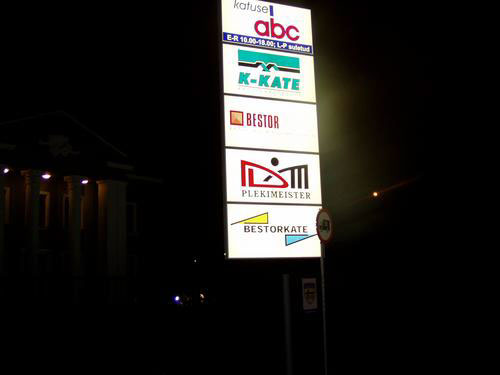 katuse
abc
E-R 10.00-18.00; L-P suletud
K-KATE
BESTOR
PLEKIMEISTER
BESTORKATE